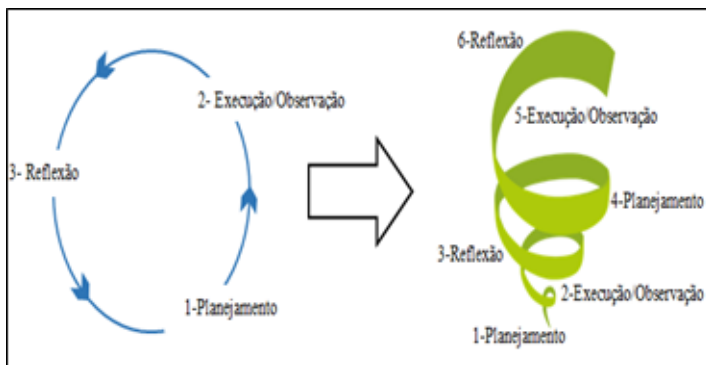 2- Execução/Observação
3- Reflexão
1-Planejamento
6-Reflexão
5-Execução/Observação
4-Planejamento
3-Reflexão
2-Execução/Observação
1-Planejamento